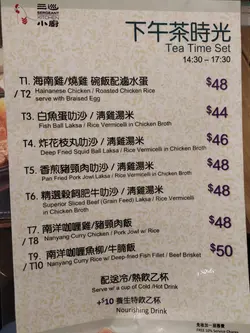 三巡
小廚
KITCHEN
下午茶時光
Tea Time Set
14:30 - 17:30
T1. 海南雞/燒雞 碗飯配滷水蛋
/T2 Hainanese Chicken / Roasted Chicken Rice
serve with Braised Egg
$48
T3. 白魚蛋叻沙 / 清雞湯米
Fish Ball Laksa / Rice Vermicelli in Chicken Broth
$44
T4. 炸花枝丸叻沙 / 清雞湯米
Deep Fried Squid Ball Laksa / Rice Vermicelli in Chicken Broth
$46
T5. 香煎豬頸肉叻沙 / 清雞湯米
Pan Fried Pork Jowl Laksa / Rice Vermicelli in Chicken Broth
$48
T6. 精選穀飼肥牛叻沙 / 清雞湯米
Superior Sliced Beef (Grain Feed) Laksa / Rice Vermicelli
in Chicken Broth
$50
T7. 南洋咖喱雞/豬頸肉飯
/T8 Nanyang Curry Chicken / Pork Jowl w Rice
$48
T9. 南洋咖喱魚柳/牛腩飯
/T10 Nanyang Curry Rice w/ Deep-fried Fish Fillet / Beef Brisket
$50
配送冷/熱飲乙杯
Serve w/ a cup of Cold /Hot Drink
+$10 養生特飲乙杯
Nourishing Drink